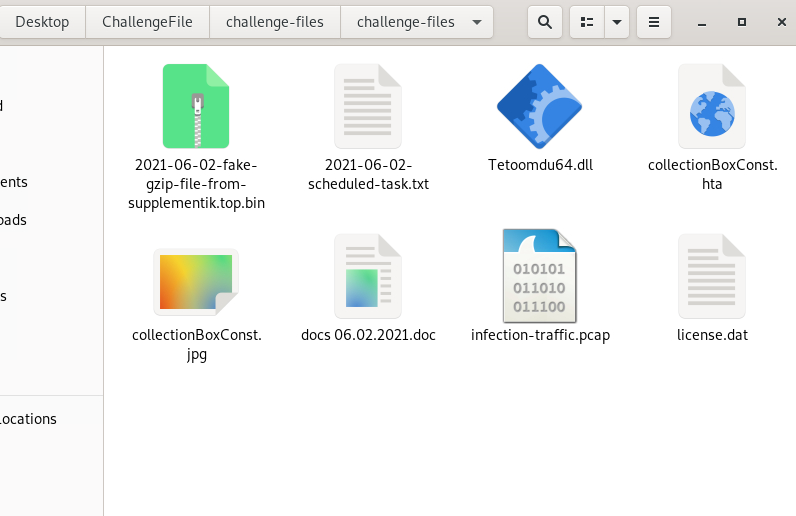 Desktop
ChallengeFile
challenge-files
challenge-files
ents
oads
s
ocations
2021-06-02-fake-
gzip-file-from-
supplementik.top.bin
2021-06-02-
scheduled-task.txt
Tetoomdu64.dll
collectionBoxConst.
hta
collectionBoxConst.
jpg
docs 06.02.2021.doc
010101
011010
011100
infection-traffic.pcap
license.dat